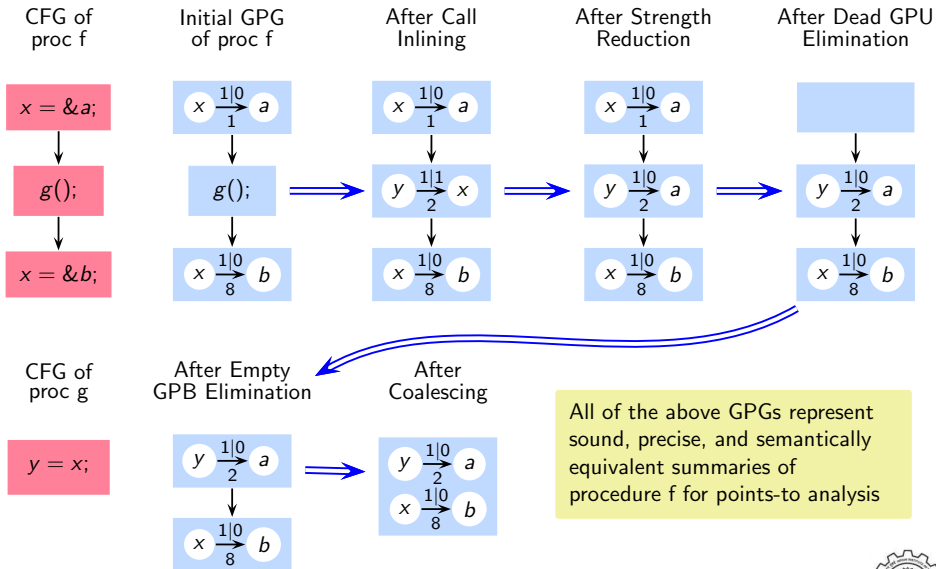 CFG of
proc f
Initial GPG
of proc f
After Call
Inlining
After Strength
Reduction
After Dead GPU
Elimination
x = &a;
x 1|0 a
1
x 1|0 a
1
x 1|0 a
1
g();
g();
y 1|1 x
2
y 1|0 a
2
y 1|0 a
2
x = &b;
x 1|0 b
8
x 1|0 b
8
x 1|0 b
8
x 1|0 b
8
CFG of
proc g
After Empty
GPB Elimination
After
Coalescing
y = x;
y 1|0 a
2
x 1|0 b
8
y 1|0 a
2
x 1|0 b
8
All of the above GPGs represent
sound, precise, and semantically
equivalent summaries of
procedure f for points-to analysis